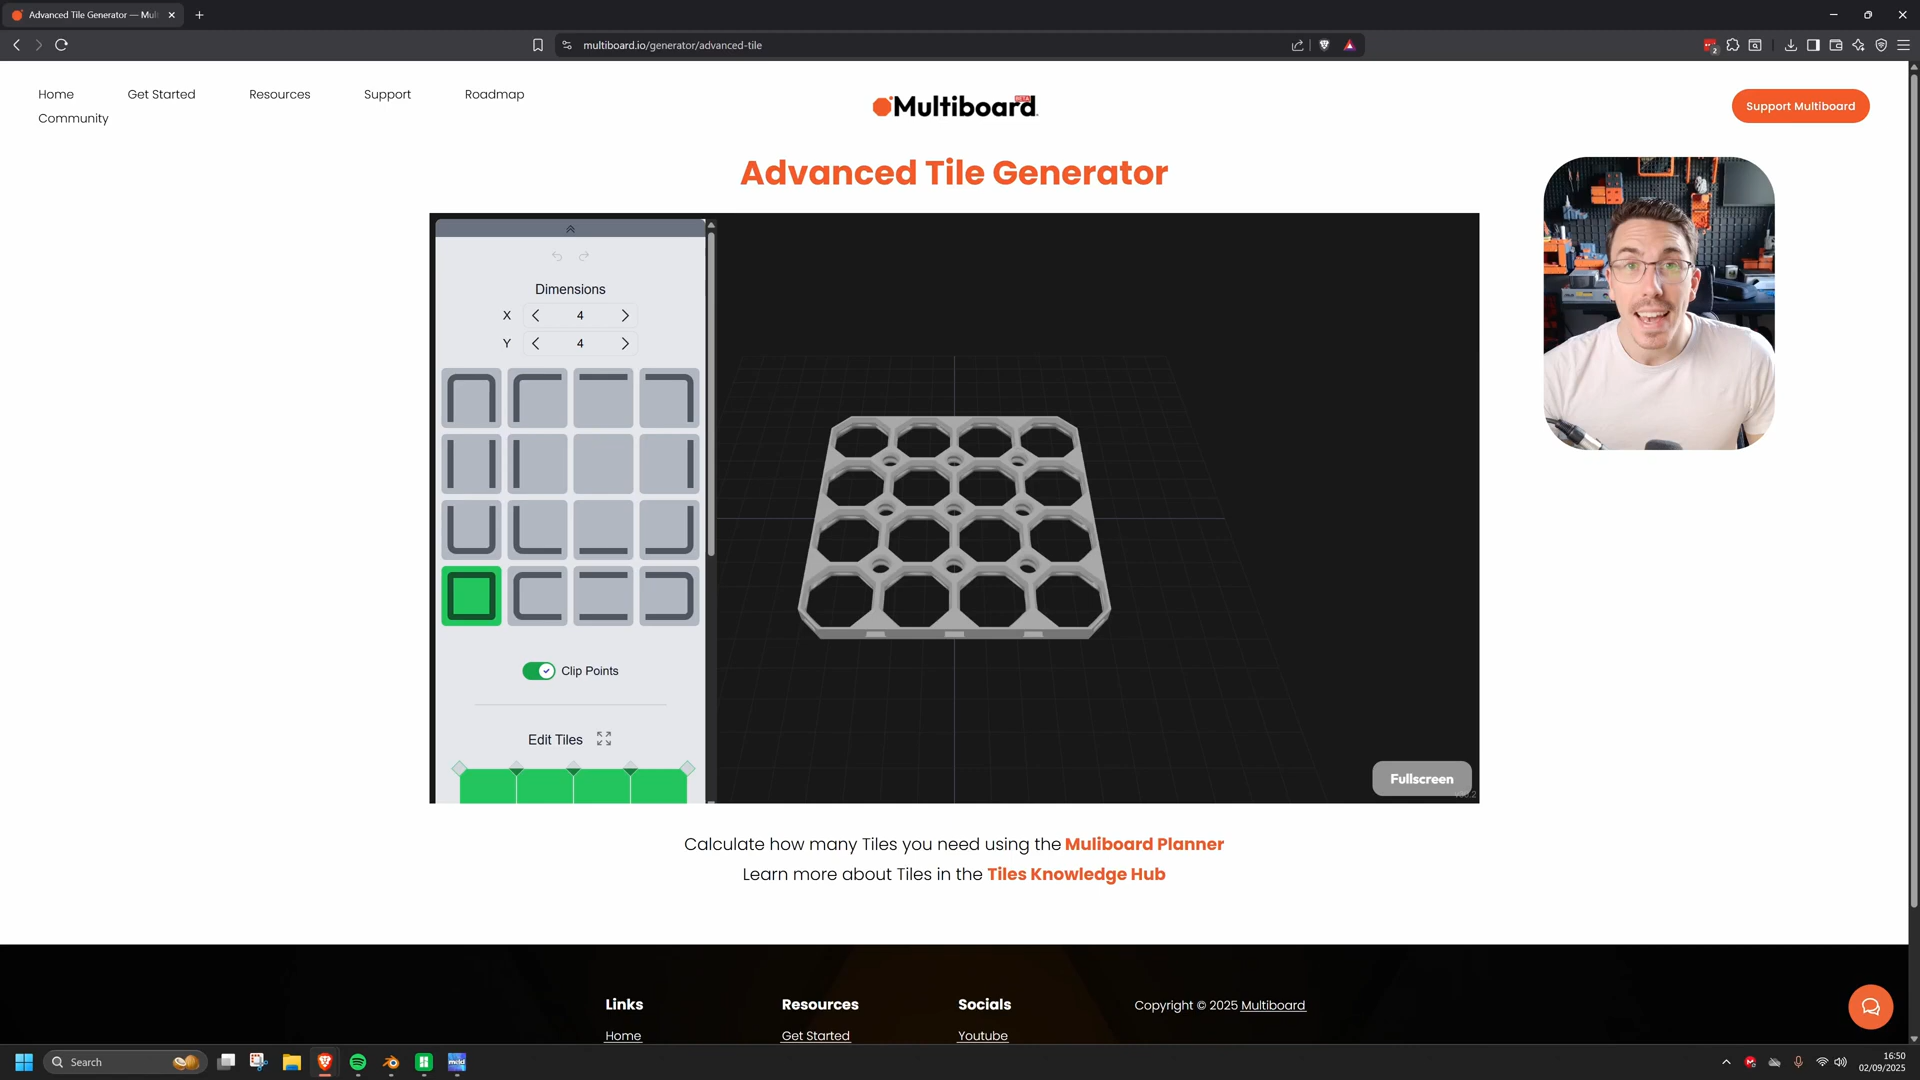 Advanced Tile Generator — Mul
multiboard.io/generator/advanced-tile
2
Home
Get Started
Resources
Support
Roadmap
Community
Multiboard
BETA
Support Multiboard
Advanced Tile Generator
Dimensions
X
4
Y
4
Clip Points
Edit Tiles
Fullscreen
Calculate how many Tiles you need using the Muliboard Planner
Learn more about Tiles in the Tiles Knowledge Hub
Links
Resources
Socials
Copyright © 2025 Multiboard
Home
Get Started
Youtube
Search
meld
16:50
02/09/2025